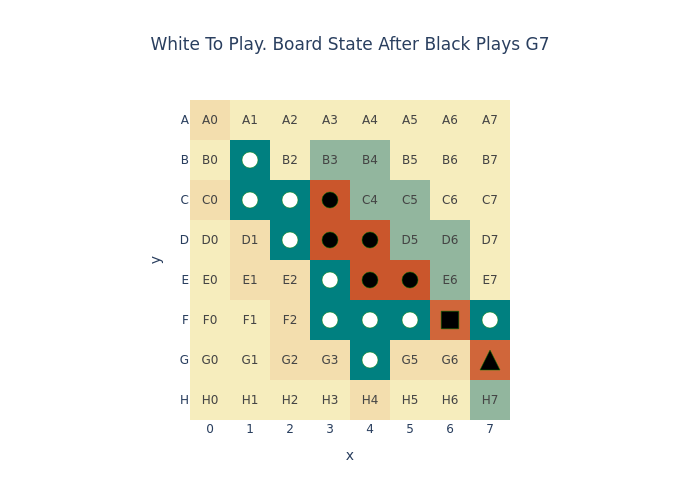 White To Play. Board State After Black Plays G7
A A0 A1 A2 A3 A4 A5 A6 A7
B B0 B2 B3 B4 B5 B6 B7
C C0 C4 C5 C6 C7
D D0 D1 D5 D6 D7
E E0 E1 E2 E6 E7
F F0 F1 F2
G G0 G1 G2 G3 G5 G6
H H0 H1 H2 H3 H4 H5 H6 H7
0 1 2 3 4 5 6 7
x
y